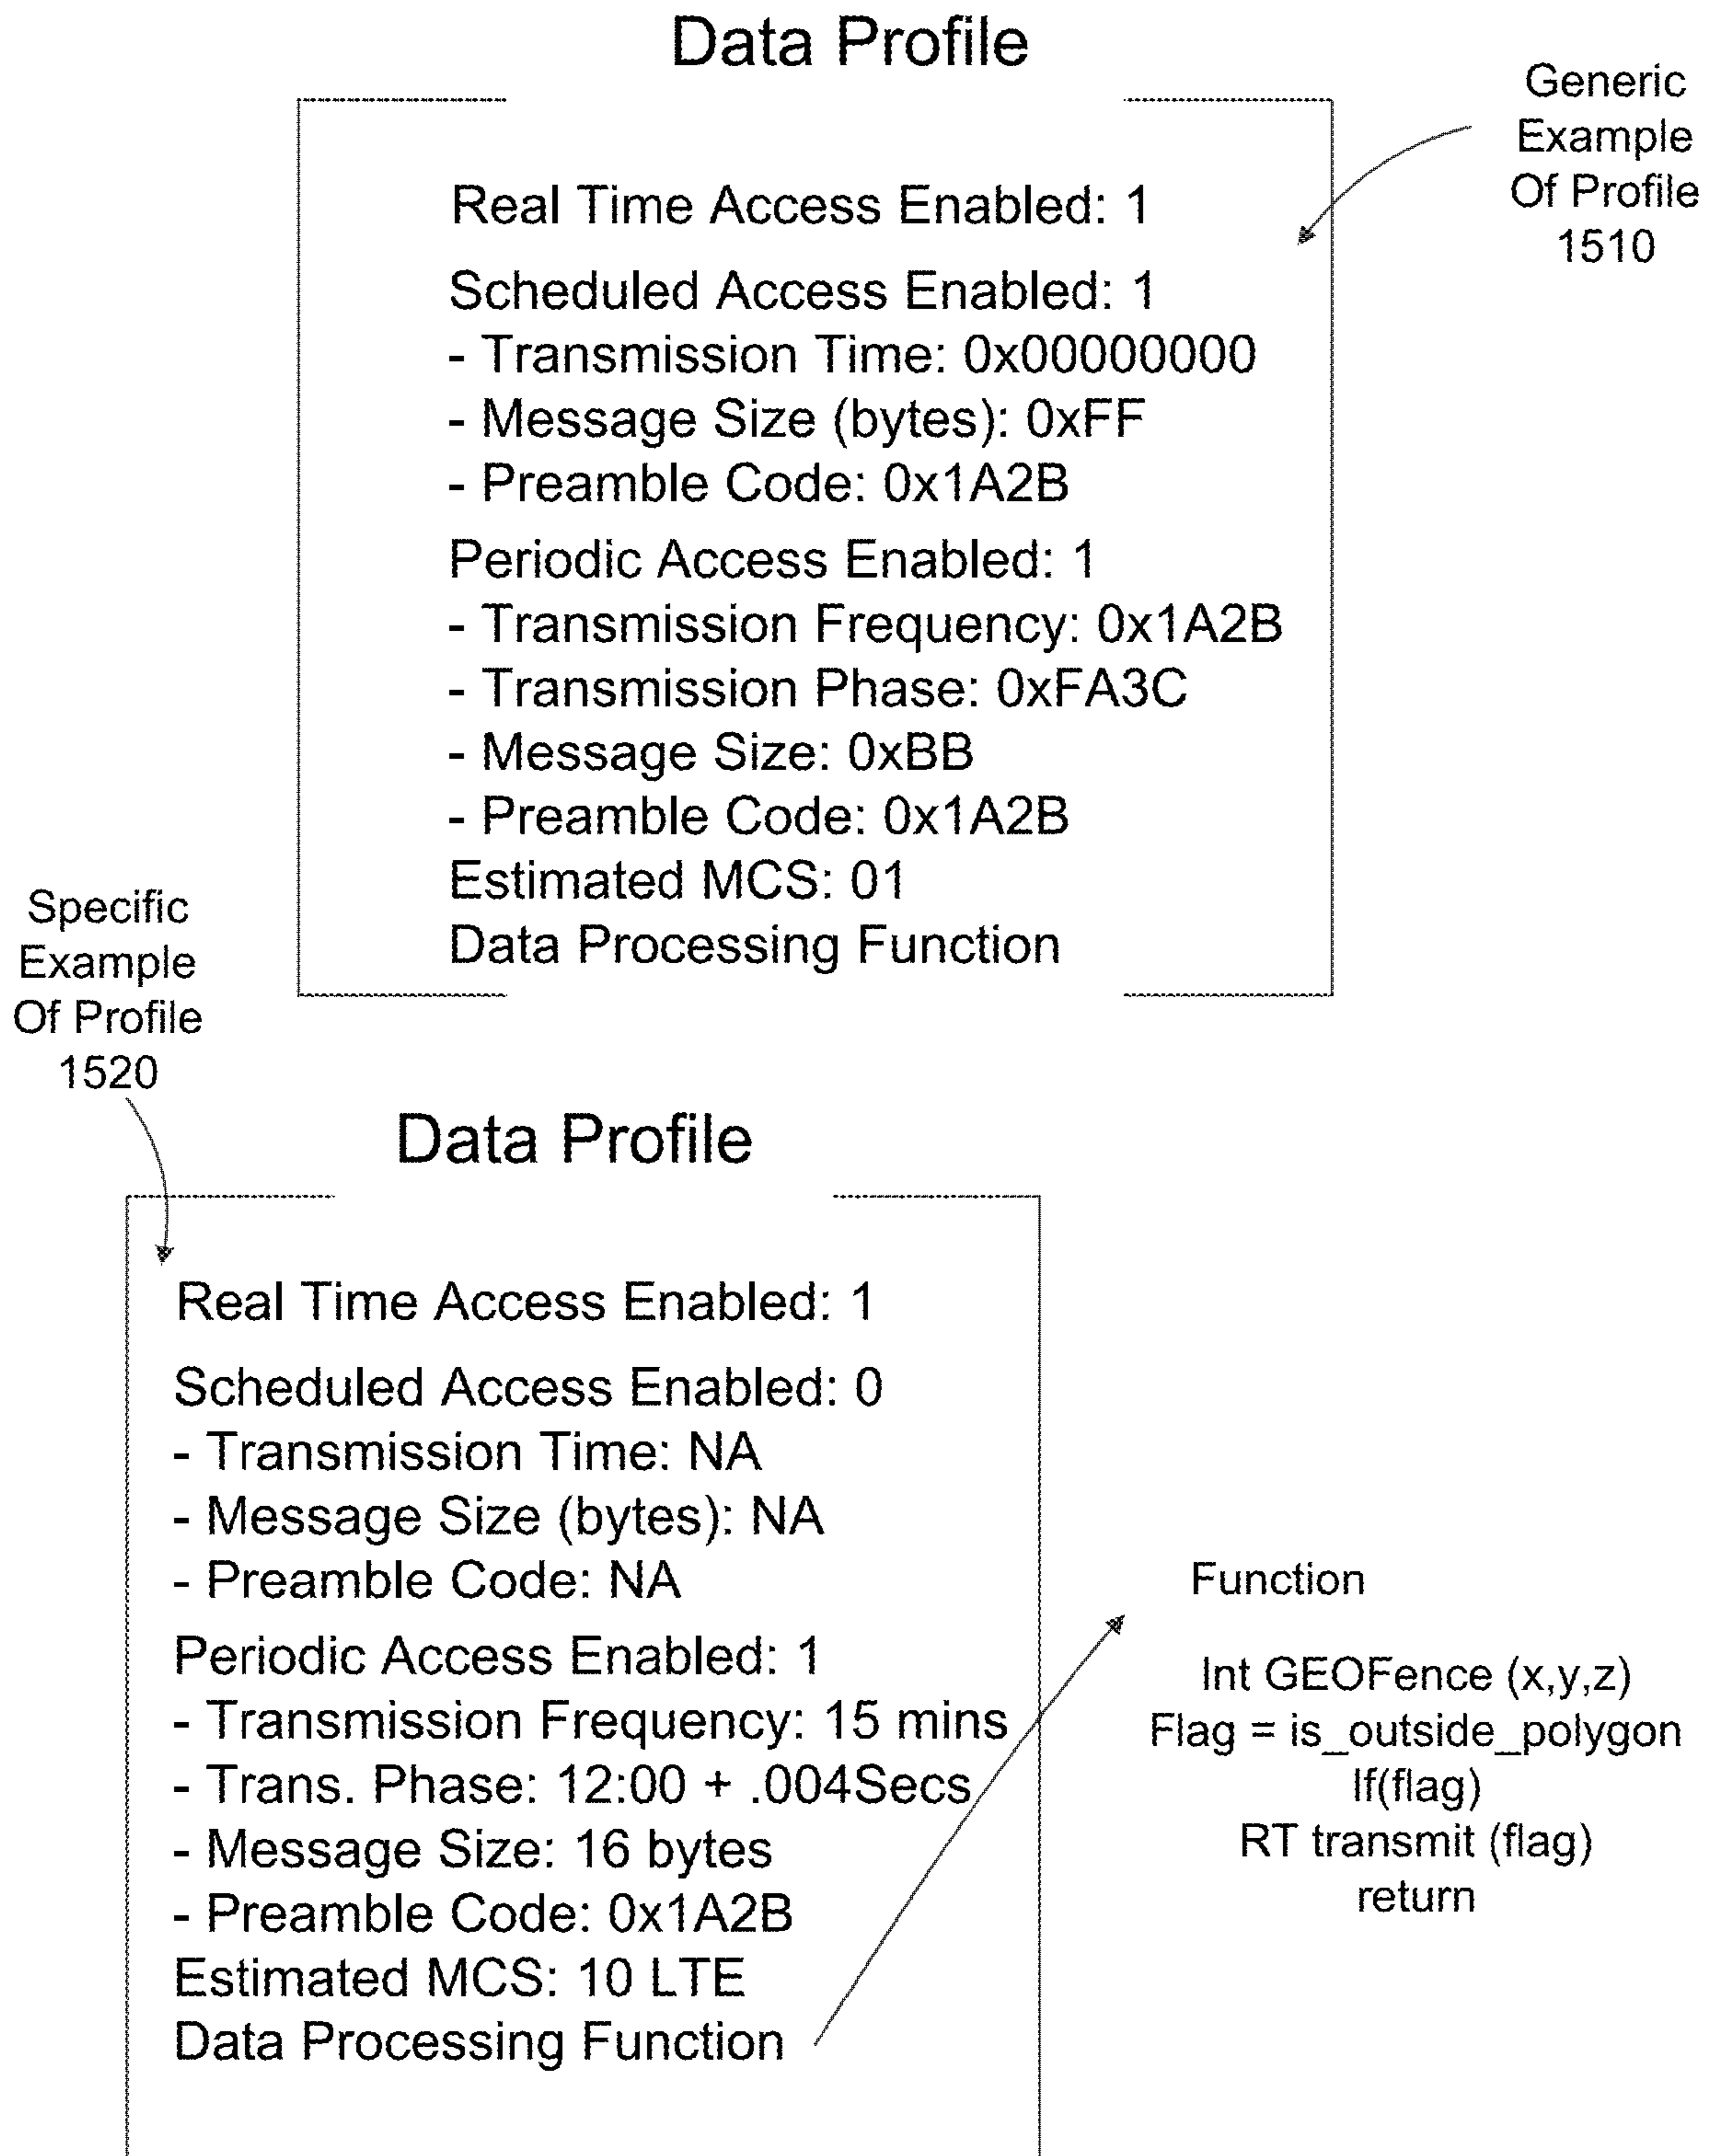 Data Profile
Generic
Example
Of Profile
1510
Real Time Access Enabled: 1
Scheduled Access Enabled: 1
- Transmission Time: 0x00000000
- Message Size (bytes): 0xFF
- Preamble Code: 0x1A2B
Periodic Access Enabled: 1
- Transmission Frequency: 0x1A2B
- Transmission Phase: 0xFA3C
- Message Size: 0xBB
- Preamble Code: 0x1A2B
Estimated MCS: 01
Data Processing Function
Specific
Example
Of Profile
1520
Data Profile
Real Time Access Enabled: 1
Scheduled Access Enabled: 0
- Transmission Time: NA
- Message Size (bytes): NA
- Preamble Code: NA
Periodic Access Enabled: 1
- Transmission Frequency: 15 mins
- Trans. Phase: 12:00 + .004Secs
- Message Size: 16 bytes
- Preamble Code: 0x1A2B
Estimated MCS: 10 LTE
Data Processing Function
Function
Int GEOFence (x,y,z)
Flag = is_outside_polygon
If(flag)
RT transmit (flag)
return